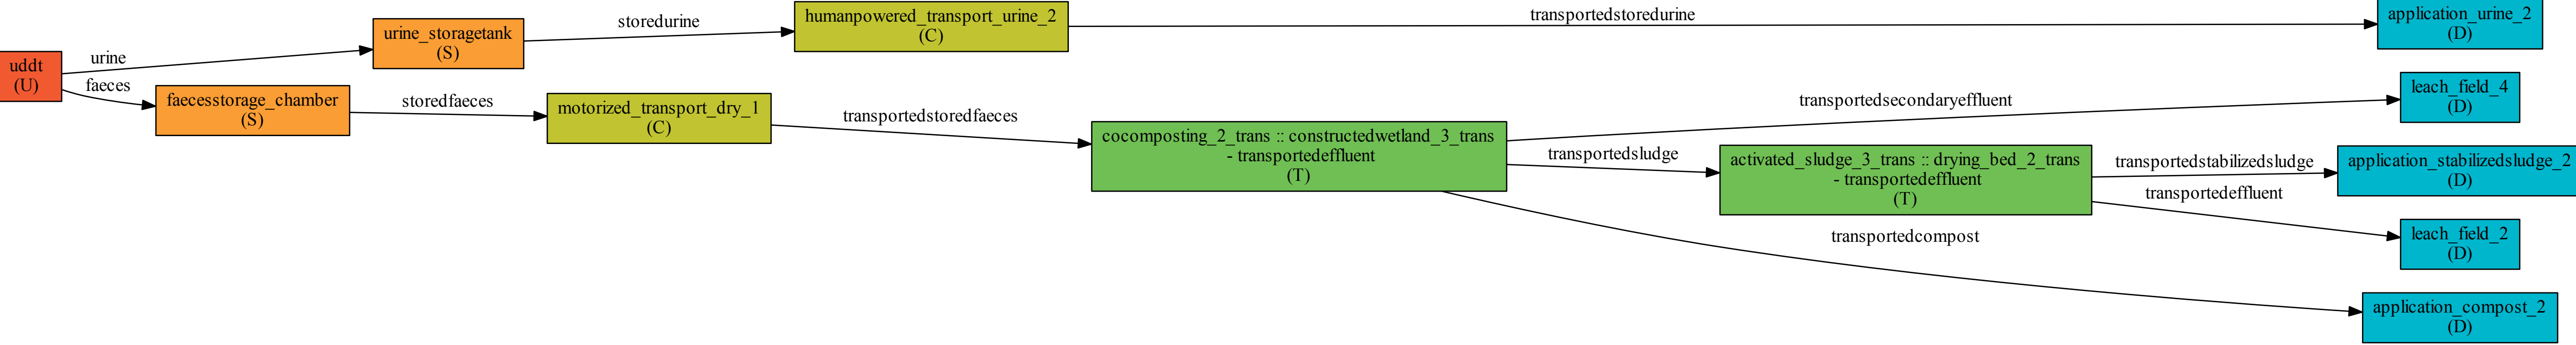 uddt
(U)
urine
faeces
urine_storagetank
(S)
faecesstorage_chamber
(S)
storedurine
storedfaeces
humanpowered_transport_urine_2
(C)
motorized_transport_dry_1
(C)
transportedstoredurine
transportedstoredfaeces
cocomposting_2_trans :: constructedwetland_3_trans
- transportedeffluent
(T)
transportedsecondaryeffluent
transportedsludge
transportedcompost
activated_sludge_3_trans :: drying_bed_2_trans
- transportedeffluent
(T)
transportedstabilizedsludge
transportedeffluent
application_urine_2
(D)
leach_field_4
(D)
application_stabilizedsludge_2
(D)
leach_field_2
(D)
application_compost_2
(D)